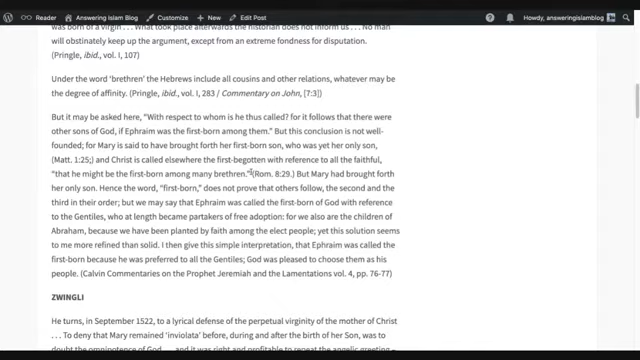 Reader
Answering islam Blog
Customize
New
Edit Post
Howdy, answeringislamblog
was born of a virgin . . . What took place afterwards the historian does not inform us . . . No man
will obstinately keep up the argument, except from an extreme fondness for disputation.
(Pringle, ibid., vol. I, 107)
Under the word ‘brethren’ the Hebrews include all cousins and other relations, whatever may be
the degree of affinity. (Pringle, ibid., vol. I, 283 / Commentary on John, [7:3])
But it may be asked here, “With respect to whom is he thus called? for it follows that there were
other sons of God, if Ephraim was the first-born among them.” But this conclusion is not well-
founded; for Mary is said to have brought forth her first-born son, who was yet her only son,
(Matt. 1:25;) and Christ is called elsewhere the first-begotten with reference to all the faithful,
“that he might be the first-born among many brethren.” (Rom. 8:29.) But Mary had brought forth
her only son. Hence the word, “first-born,” does not prove that others follow, the second and the
third in their order; but we may say that Ephraim was called the first-born of God with reference
to the Gentiles, who at length became partakers of free adoption: for we also are the children of
Abraham, because we have been planted by faith among the elect people; yet this solution seems
to me more refined than solid. I then give this simple interpretation, that Ephraim was called the
first-born because he was preferred to all the Gentiles; God was pleased to choose them as his
people. (Calvin Commentaries on the Prophet Jeremiah and the Lamentations vol. 4, pp. 76-77)
ZWINGLI
He turns, in September 1522, to a lyrical defense of the perpetual virginity of the mother of Christ
. . . To deny that Mary remained ‘inviolata’ before, during and after the birth of her Son, was to
doubt the omnipotence of God . . . and it was right and profitable to repeat the angelic greeting –